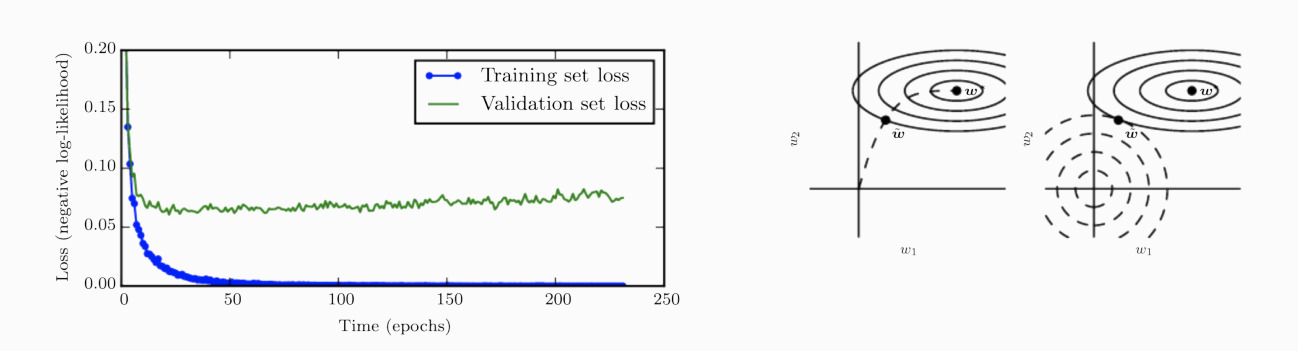 0.20
0.15
0.10
0.05
0.00
Loss (negative log-likelihood)
Training set loss
Validation set loss
0 50 100 150 200 250
Time (epochs)
w₂
w
w̃
w₁
w₂
w
w̃
w₁